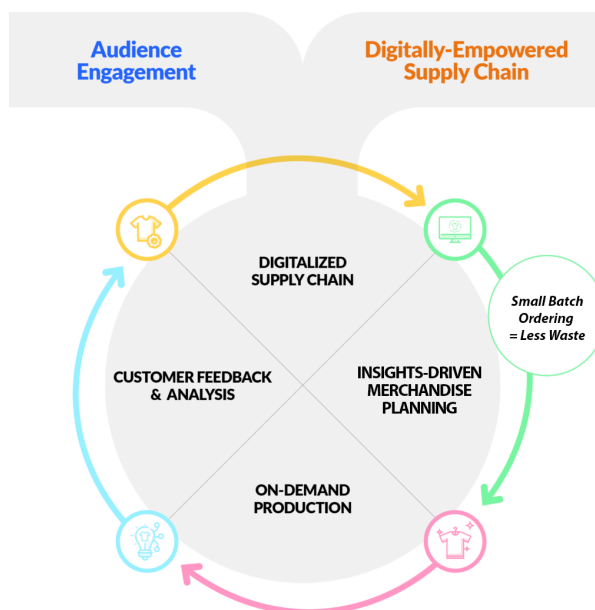 Audience
Engagement
Digitally-Empowered
Supply Chain
DIGITALIZED
SUPPLY CHAIN
Small Batch
Ordering
= Less Waste
CUSTOMER FEEDBACK
& ANALYSIS
INSIGHTS-DRIVEN
MERCHANDISE
PLANNING
ON-DEMAND
PRODUCTION